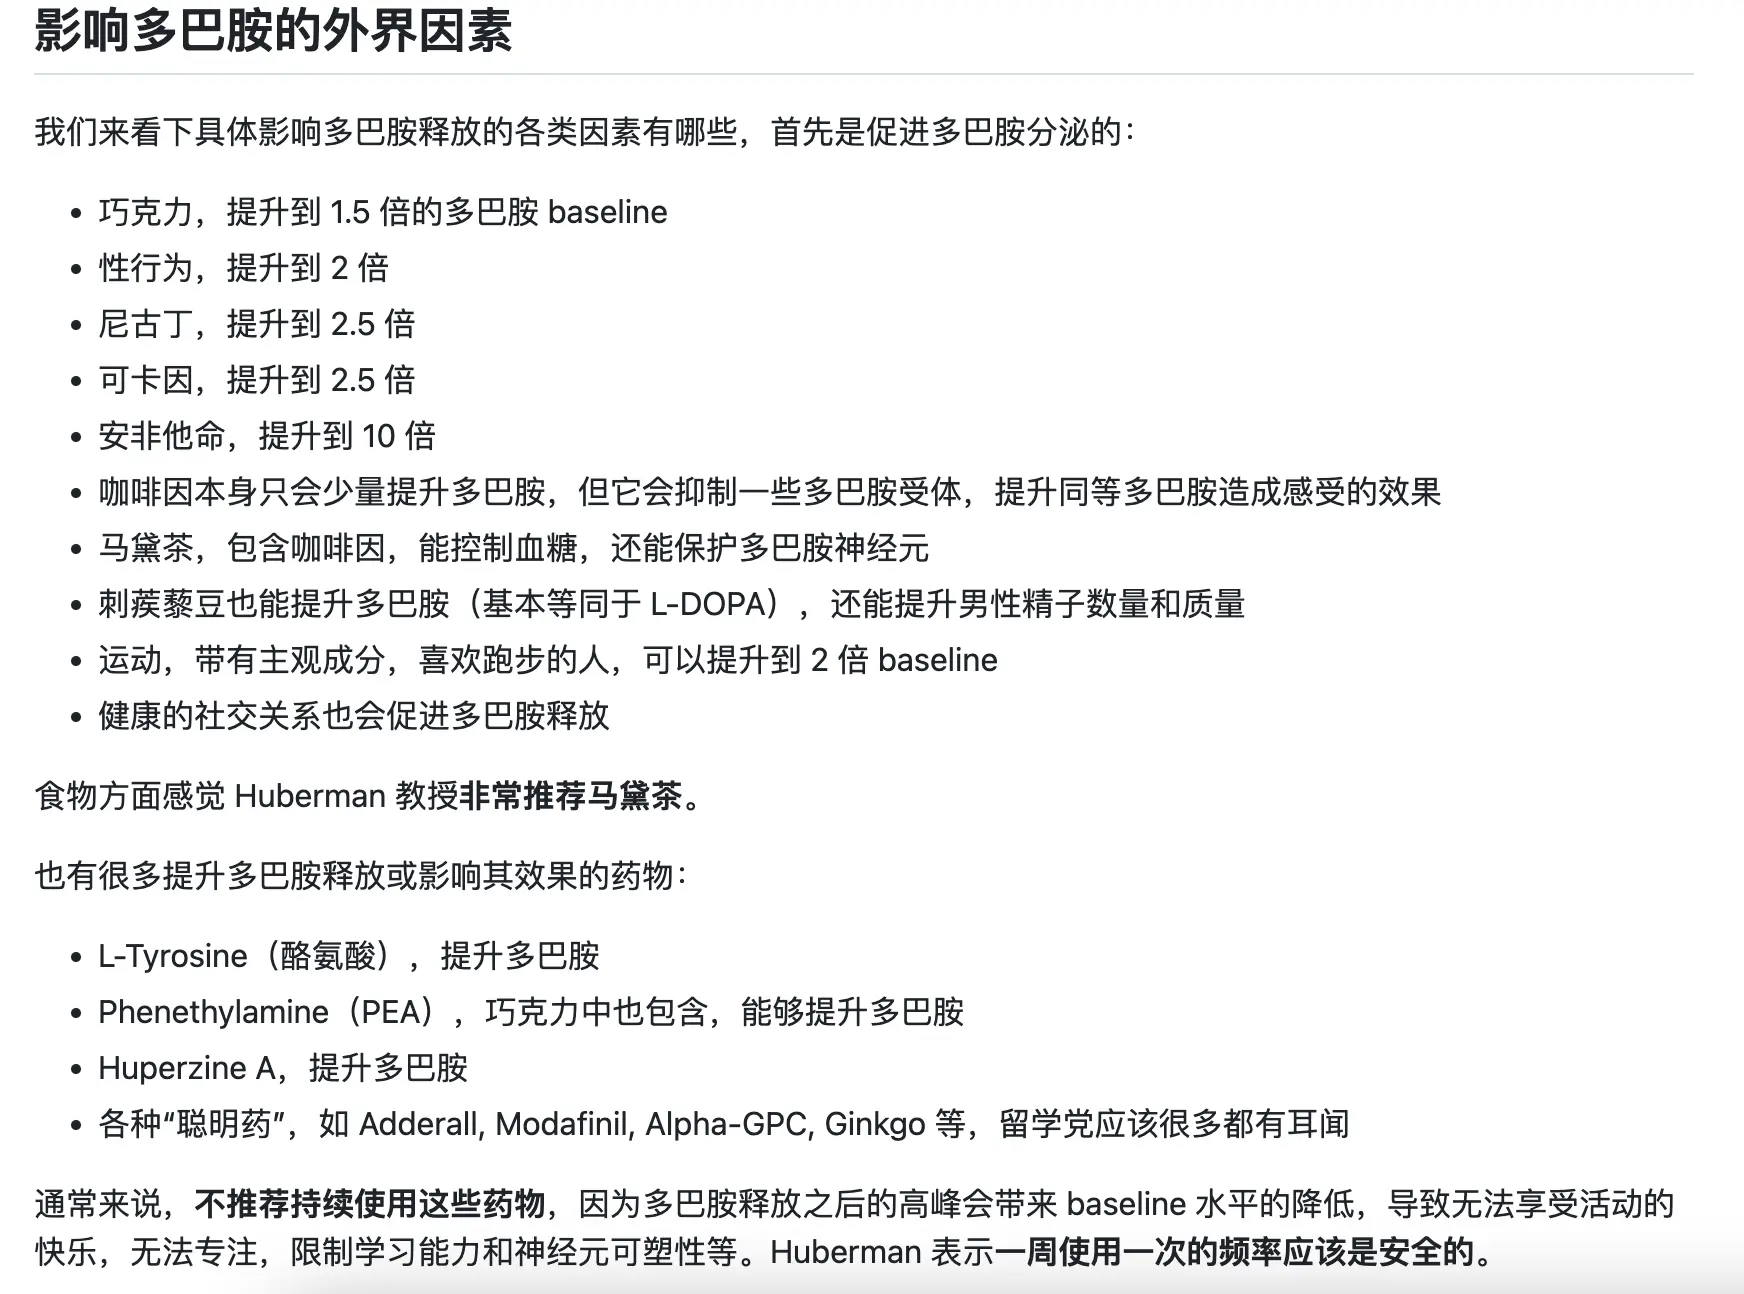 影响多巴胺的外界因素
我们来看下具体影响多巴胺释放的各类因素有哪些，首先是促进多巴胺分泌的：
• 巧克力，提升到 1.5 倍的多巴胺 baseline
• 性行为，提升到 2 倍
• 尼古丁，提升到 2.5 倍
• 可卡因，提升到 2.5 倍
• 安非他命，提升到 10 倍
• 咖啡因本身只会少量提升多巴胺，但它会抑制一些多巴胺受体，提升同等多巴胺造成感受的效果
• 马黛茶，包含咖啡因，能控制血糖，还能保护多巴胺神经元
• 刺蒺藜豆也能提升多巴胺（基本等同于 L-DOPA），还能提升男性精子数量和质量
• 运动，带有主观成分，喜欢跑步的人，可以提升到 2 倍 baseline
• 健康的社交关系也会促进多巴胺释放
食物方面感觉 Huberman 教授非常推荐马黛茶。
也有很多提升多巴胺释放或影响其效果的药物：
• L-Tyrosine（酪氨酸），提升多巴胺
• Phenethylamine（PEA），巧克力中也包含，能够提升多巴胺
• Huperzine A，提升多巴胺
• 各种“聪明药”，如 Adderall, Modafinil, Alpha-GPC, Ginkgo 等，留学党应该很多都有耳闻
通常来说，不推荐持续使用这些药物，因为多巴胺释放之后的高峰会带来 baseline 水平的降低，导致无法享受活动的
快乐，无法专注，限制学习能力和神经元可塑性等。Huberman 表示一周使用一次的频率应该是安全的。